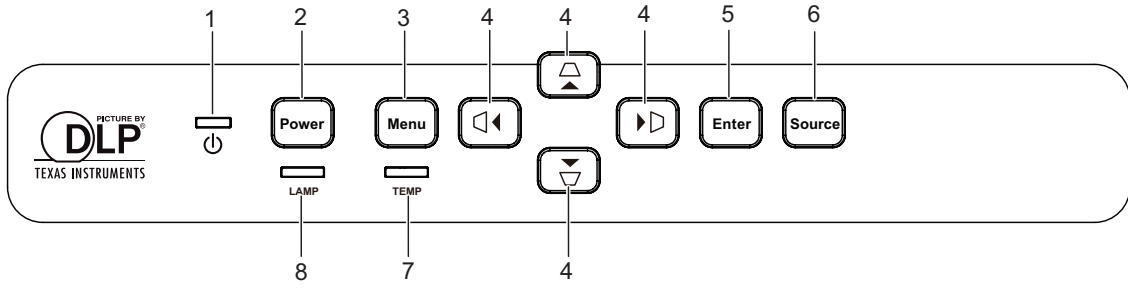 1 2 3 4 4 4 5 6
PICTURE BY
DLP®
TEXAS INSTRUMENTS
Power Menu Enter Source
LAMP TEMP
8 7 4